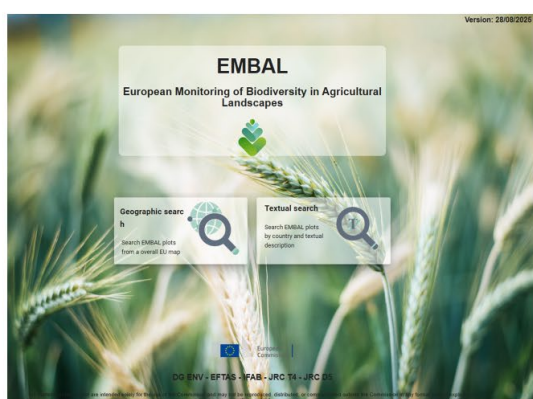 Version: 28/08/2025
EMBAL
European Monitoring of Biodiversity in Agricultural
Landscapes
Geographic searc
h
Search EMBAL plots
from a overall EU map
Textual search
Search EMBAL plots
by country and textual
description
T
European
Commission
DG ENV - EFTAS - IFAB - JRC T4 - JRC D5